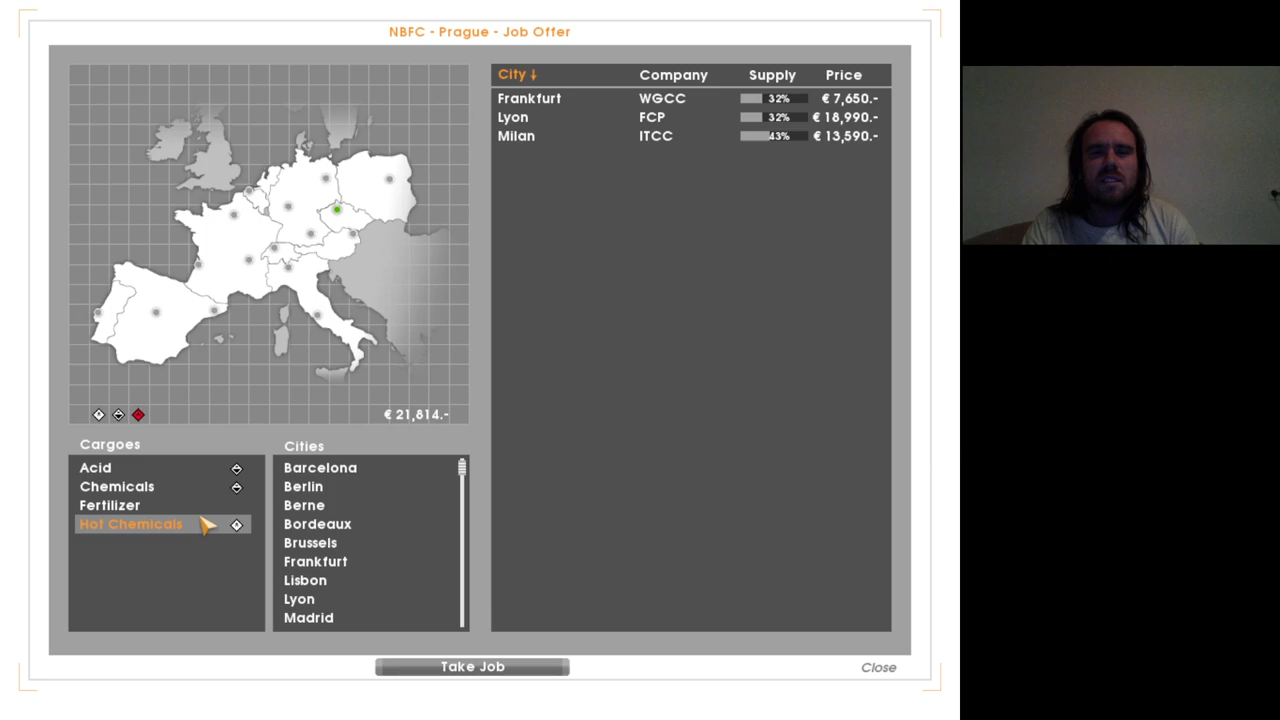 NBFC - Prague - Job Offer
City ↓ Company Supply Price
Frankfurt WGCC 32% € 7,650.-
Lyon FCP 32% € 18,990.-
Milan ITCC 43% € 13,590.-
€ 21,814.-
Cargoes
Acid
Chemicals
Fertilizer
Hot Chemicals
Cities
Barcelona
Berlin
Berne
Bordeaux
Brussels
Frankfurt
Lisbon
Lyon
Madrid
Take Job
Close